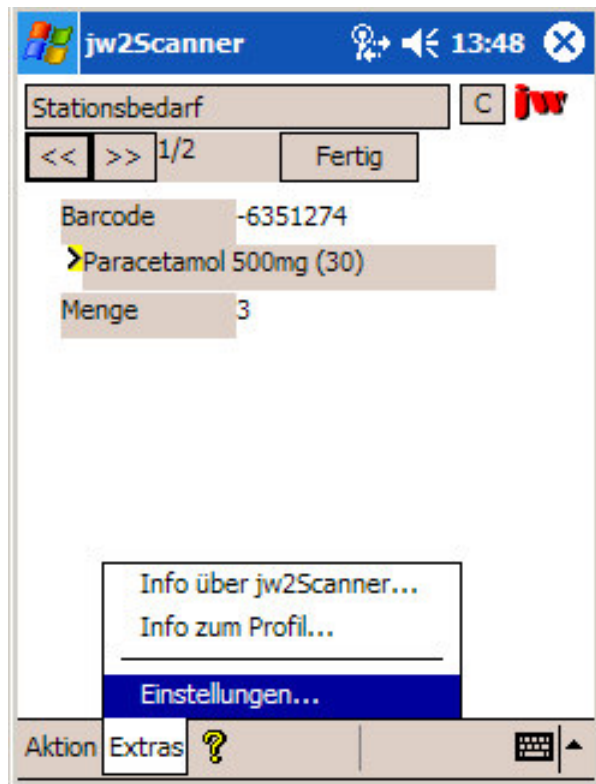 jw2Scanner 13:48
Stationsbedarf C jw
<< >> 1/2 Fertig
Barcode -6351274
>Paracetamol 500mg (30)
Menge 3
Info über jw2Scanner...
Info zum Profil...
Einstellungen...
Aktion Extras ?